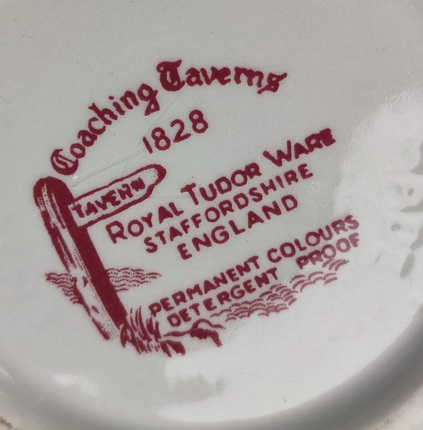 Coaching Taverns
1828
TAVERN
ROYAL TUDOR WARE
STAFFORDSHIRE
ENGLAND
PERMANENT COLOURS
DETERGENT PROOF